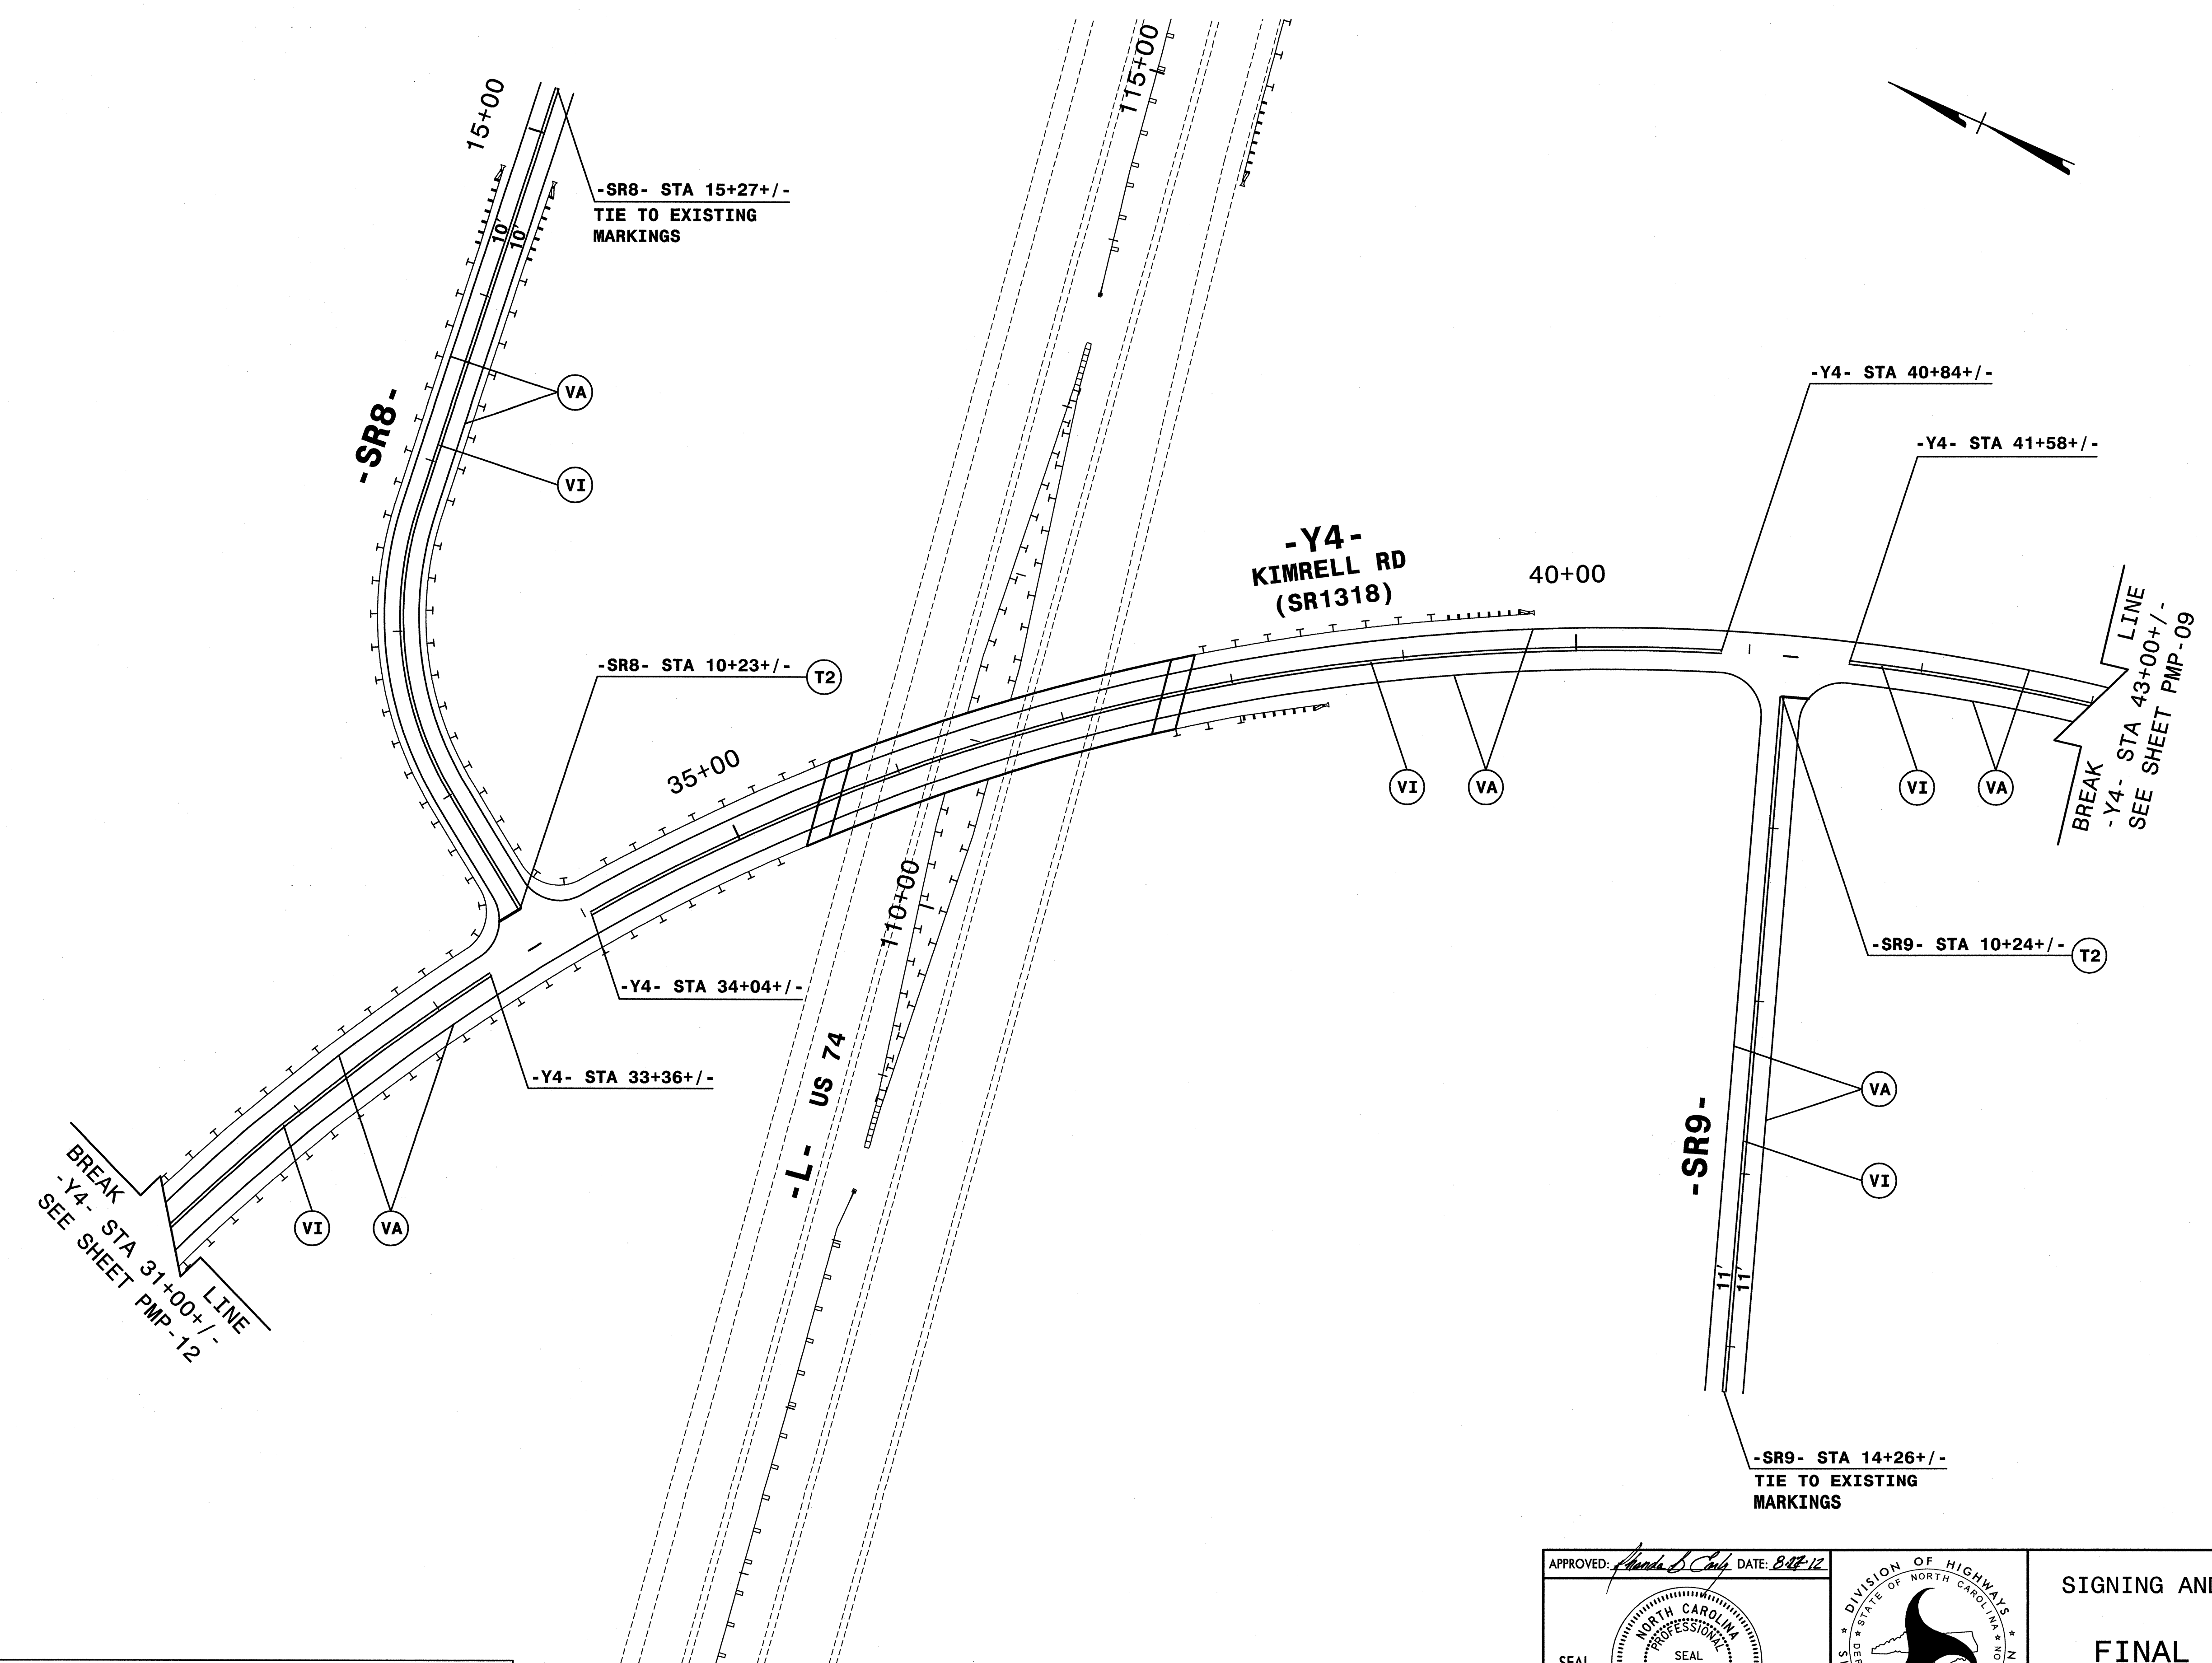 115+00
15+00
-SR8- STA 15+27+/-
TIE TO EXISTING
MARKINGS
10'
10'
-Y4- STA 40+84+/-
VA
-SR8-
-Y4- STA 41+58+/-
VI
-Y4-
KIMRELL RD
(SR1318)
40+00
BREAK LINE
-Y4- STA 43+00+/-
SEE SHEET PMP-09
-SR8- STA 10+23+/-
T2
35+00
VI
VA
VI
VA
110+00
-SR9- STA 10+24+/-
T2
-Y4- STA 34+04+/-
-Y4- STA 33+36+/-
-L- US 74
VA
-SR9-
VI
BREAK LINE
-Y4- STA 31+00+/-
SEE SHEET PMP-12
VI
VA
11'
11'
-SR9- STA 14+26+/-
TIE TO EXISTING
MARKINGS
APPROVED: DATE:
DIVISION OF HIGHWAYS
STATE OF NORTH CAROLINA
NORTH CAROLINA
PROFESSIONAL
SEAL
SEAL
SIGNING AND
FINAL